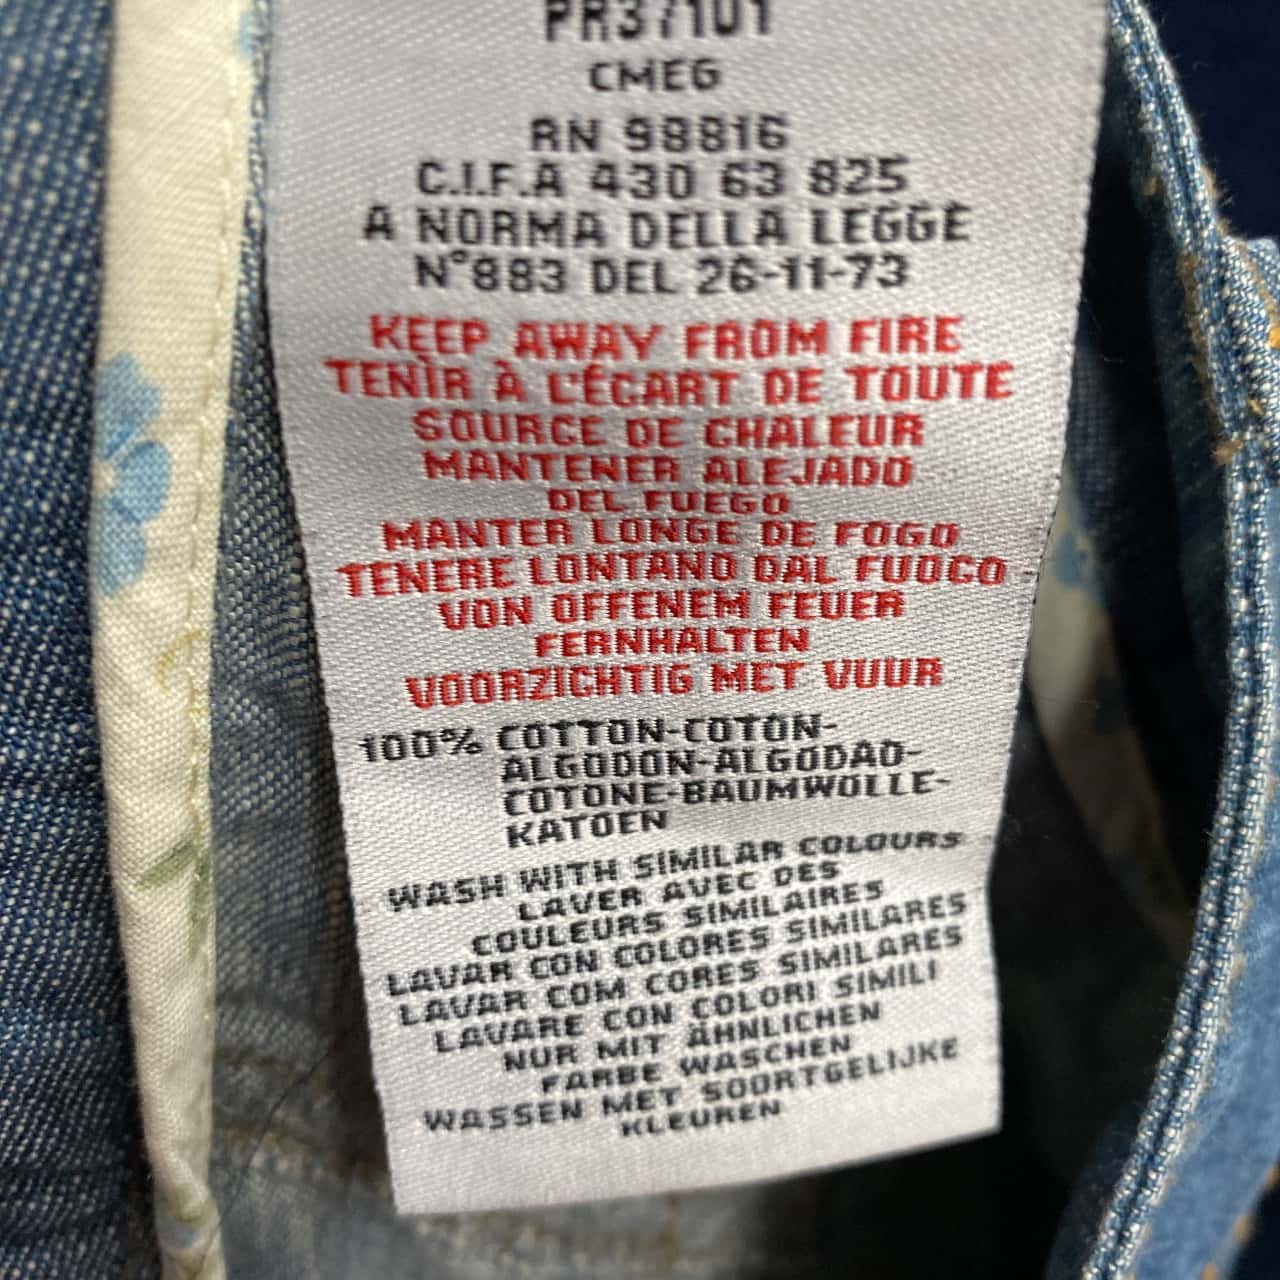 PR37101
CMEG
RN 98816
C.I.F.A 430 63 825
A NORMA DELLA LEGGE
N°883 DEL 26-11-73
KEEP AWAY FROM FIRE
TENÌR À L'ÉCART DE TOUTE
SOURCE DE CHALEUR
MANTENER ALEJADO
DEL FUEGO
MANTER LONGE DE FOGO
TENERE LONTANO DAL FUOCO
VON OFFENEM FEUER
FERNHALTEN
VOORZICHTIG MET VUUR
100% COTTON-COTON-
ALGODON-ALGODAO-
COTONE-BAUMWOLLE-
KATOEN
WASH WITH SIMILAR COLOURS
LAVER AVEC DES
COULEURS SIMILAIRES
LAVAR CON COLORES SIMILARES
LAVAR COM CORES SIMILARES
LAVARE CON COLORI SIMILI
NUR MIT ÄHNLICHEN
FARBE WASCHEN
WASSEN MET SOORTGELIJKE
KLEUREN